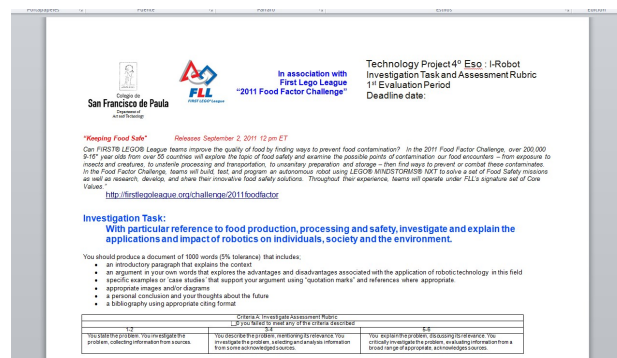 Portapapeles Fuente Párrafo Estilos Edición
Colegio de
San Francisco de Paula
Department of
Art and Technology
FLL
FIRST LEGO League
In association with
First Lego League
“2011 Food Factor Challenge”
Technology Project 4º Eso : I-Robot
Investigation Task and Assessment Rubric
1st Evaluation Period
Deadline date:
“Keeping Food Safe” Releases September 2, 2011 12 pm ET
Can FIRST® LEGO® League teams improve the quality of food by finding ways to prevent food contamination? In the 2011 Food Factor Challenge, over 200,000
9-16* year olds from over 55 countries will explore the topic of food safety and examine the possible points of contamination our food encounters – from exposure to
insects and creatures, to unsterile processing and transportation, to unsanitary preparation and storage – then find ways to prevent or combat these contaminates.
In the Food Factor Challenge, teams will build, test, and program an autonomous robot using LEGO® MINDSTORMS® NXT to solve a set of Food Safety missions
as well as research, develop, and share their innovative food safety solutions. Throughout their experience, teams will operate under FLL’s signature set of Core
Values.”
http://firstlegoleague.org/challenge/2011foodfactor
Investigation Task:
With particular reference to food production, processing and safety, investigate and explain the
applications and impact of robotics on individuals, society and the environment.
You should produce a document of 1000 words (5% tolerance) that includes;
• an introductory paragraph that explains the context
• an argument in your own words that explores the advantages and disadvantages associated with the application of robotic technology in this field
• specific examples or ‘case studies’ that support your argument using “quotation marks” and references where appropriate.
• appropriate images and/or diagrams
• a personal conclusion and your thoughts about the future
• a bibliography using appropriate citing format
Criteria A: Investigate Assessment Rubric
0 if you failed to meet any of the criteria described
1-2 3-4 5-6
You state the problem. You investigate the You describe the problem, mentioning its relevance. You You explain the problem, discussing its relevance. You
problem, collecting information from sources. investigate the problem, selecting and analysis information critically investigate the problem, evaluating information from a
from some acknowledged sources. broad range of appropriate, acknowledged sources.